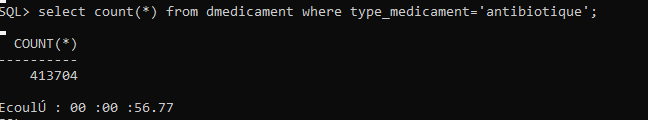 SQL> select count(*) from dmedicament where type_medicament='antibiotique';
COUNT(*)
----------
413704
EcoulÚ : 00 :00 :56.77